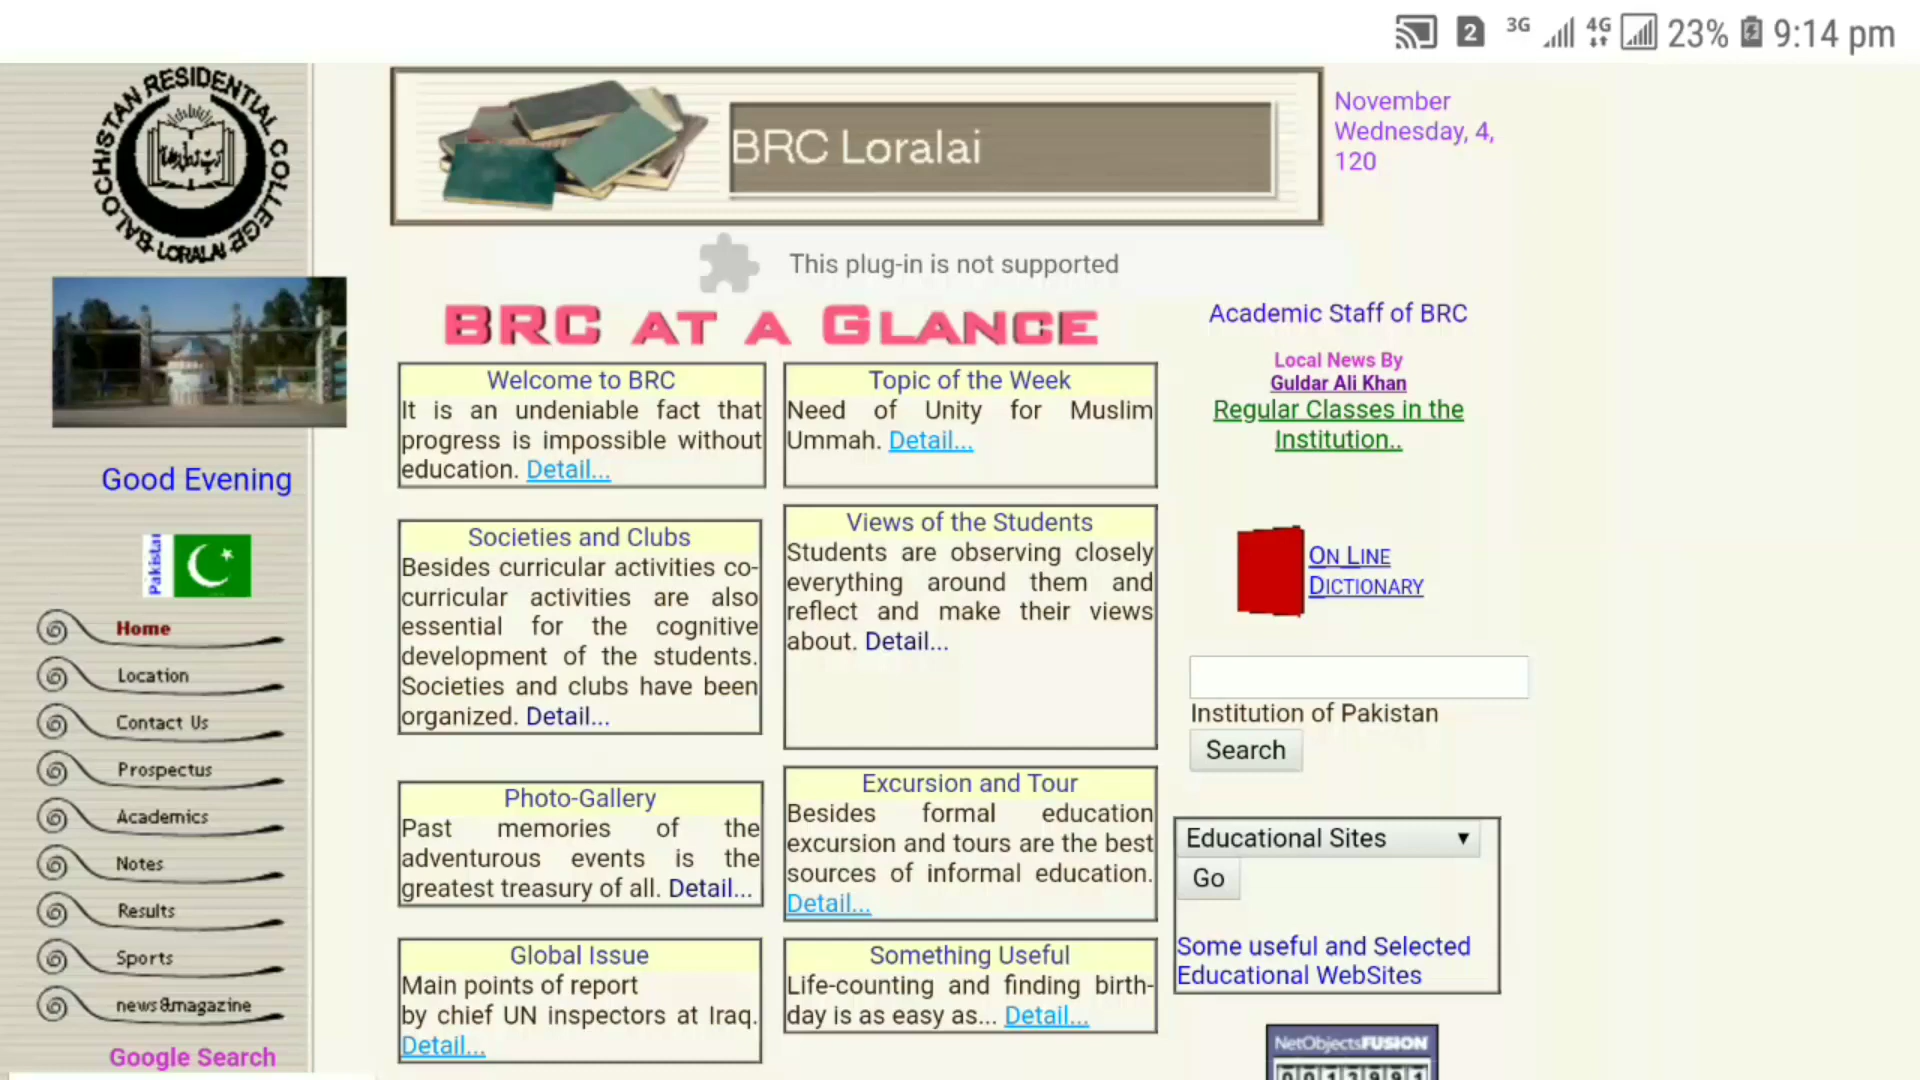 3G 4G 23% 9:14 pm
2
BALOCHISTAN RESIDENTIAL COLLEGE
LORALAI
BRC Loralai
November
Wednesday, 4,
120
This plug-in is not supported
BRC AT A GLANCE
Good Evening
Pakistan
Home
Location
Contact Us
Prospectus
Academics
Notes
Results
Sports
news&magazine
Google Search
Welcome to BRC
It is an undeniable fact that
progress is impossible without
education. Detail...
Societies and Clubs
Besides curricular activities co-
curricular activities are also
essential for the cognitive
development of the students.
Societies and clubs have been
organized. Detail...
Photo-Gallery
Past memories of the
adventurous events is the
greatest treasury of all. Detail...
Global Issue
Main points of report
by chief UN inspectors at Iraq.
Detail...
Topic of the Week
Need of Unity for Muslim
Ummah. Detail...
Views of the Students
Students are observing closely
everything around them and
reflect and make their views
about. Detail...
Excursion and Tour
Besides formal education
excursion and tours are the best
sources of informal education.
Detail...
Something Useful
Life-counting and finding birth-
day is as easy as... Detail...
Academic Staff of BRC
Local News By
Guldar Ali Khan
Regular Classes in the
Institution..
ON LINE
DICTIONARY
Institution of Pakistan
Search
Educational Sites
Go
Some useful and Selected
Educational WebSites
NetObjectsFUSION